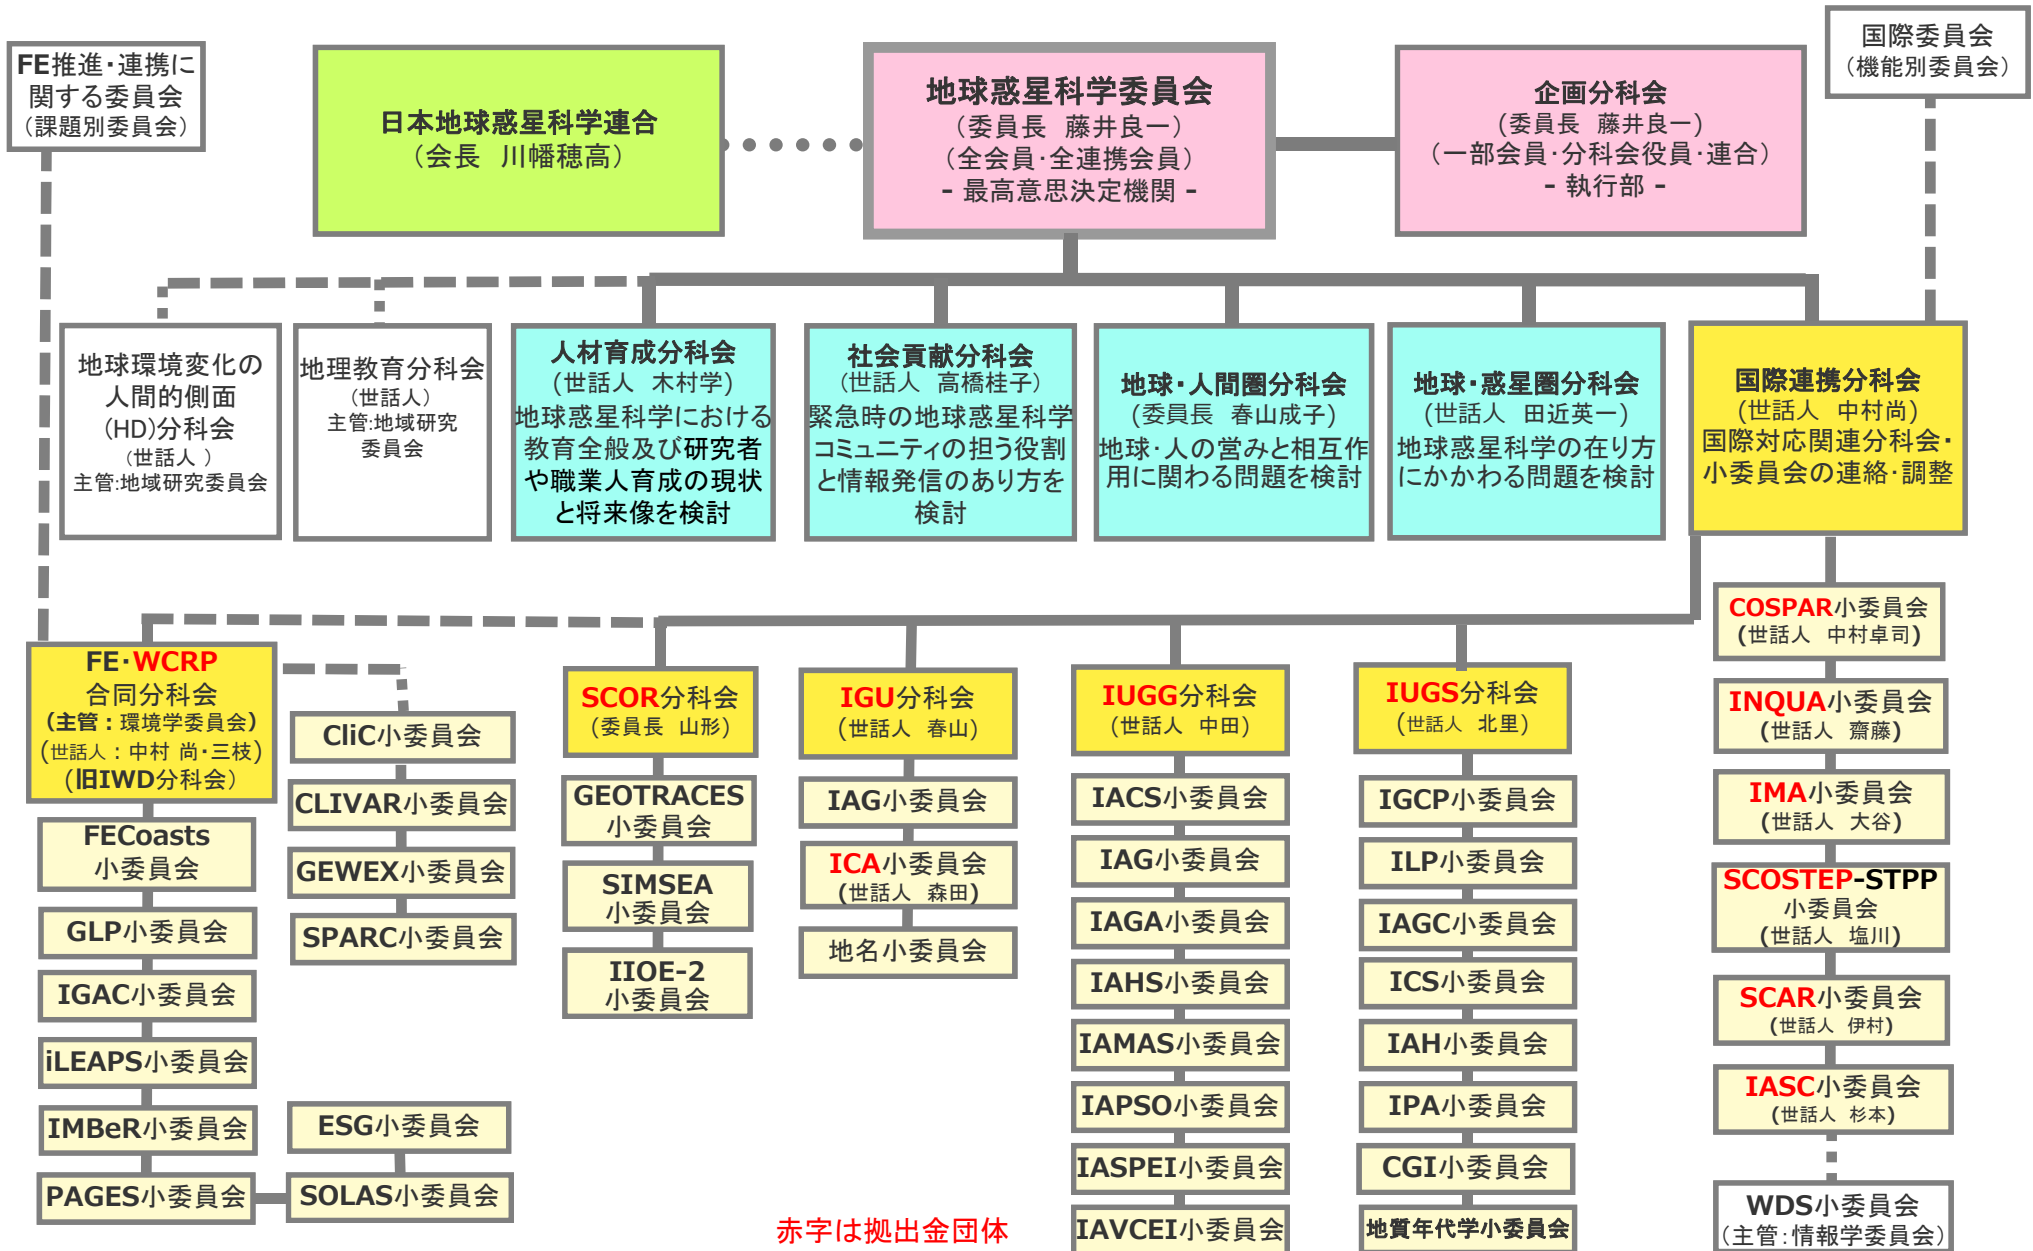 FE推進・連携に
関する委員会
（課題別委員会）
日本地球惑星科学連合
（会長　川幡穂高）
地球惑星科学委員会
（委員長　藤井良一）
（全会員・全連携会員）
- 最高意思決定機関 -
企画分科会
（委員長　藤井良一）
（一部会員・分科会役員・連合）
- 執行部 -
国際委員会
（機能別委員会）
地球環境変化の
人間的側面
(HD)分科会
（世話人 ）
主管:地域研究委員会
地理教育分科会
（世話人）
主管:地域研究
委員会
人材育成分科会
(世話人　木村学)
地球惑星科学における
教育全般及び研究者
や職業人育成の現状
と将来像を検討
社会貢献分科会
（世話人　高橋桂子）
緊急時の地球惑星科学
コミュニティの担う役割
と情報発信のあり方を
検討
地球・人間圏分科会
（委員長　春山成子）
地球・人の営みと相互作
用に関わる問題を検討
地球・惑星圏分科会
（世話人　田近英一）
地球惑星科学の在り方
にかかわる問題を検討
国際連携分科会
(世話人　中村尚)
国際対応関連分科会・
小委員会の連絡・調整
FE・WCRP
合同分科会
（主管：環境学委員会）
（世話人：中村 尚・三枝）
（旧IWD分科会）
FECoasts
小委員会
GLP小委員会
IGAC小委員会
iLEAPS小委員会
IMBeR小委員会
PAGES小委員会
CliC小委員会
CLIVAR小委員会
GEWEX小委員会
SPARC小委員会
ESG小委員会
SOLAS小委員会
SCOR分科会
（委員長　山形）
GEOTRACES
小委員会
SIMSEA
小委員会
IIOE-2
小委員会
IGU分科会
（世話人　春山）
IAG小委員会
ICA小委員会
(世話人　森田)
地名小委員会
IUGG分科会
（世話人　中田）
IACS小委員会
IAG小委員会
IAGA小委員会
IAHS小委員会
IAMAS小委員会
IAPSO小委員会
IASPEI小委員会
IAVCEI小委員会
IUGS分科会
（世話人　北里）
IGCP小委員会
ILP小委員会
IAGC小委員会
ICS小委員会
IAH小委員会
IPA小委員会
CGI小委員会
地質年代学小委員会
COSPAR小委員会
(世話人　中村卓司)
INQUA小委員会
(世話人　齋藤)
IMA小委員会
(世話人　大谷)
SCOSTEP-STPP
小委員会
(世話人　塩川)
SCAR小委員会
(世話人　伊村)
IASC小委員会
(世話人　杉本)
WDS小委員会
（主管：情報学委員会）
赤字は拠出金団体